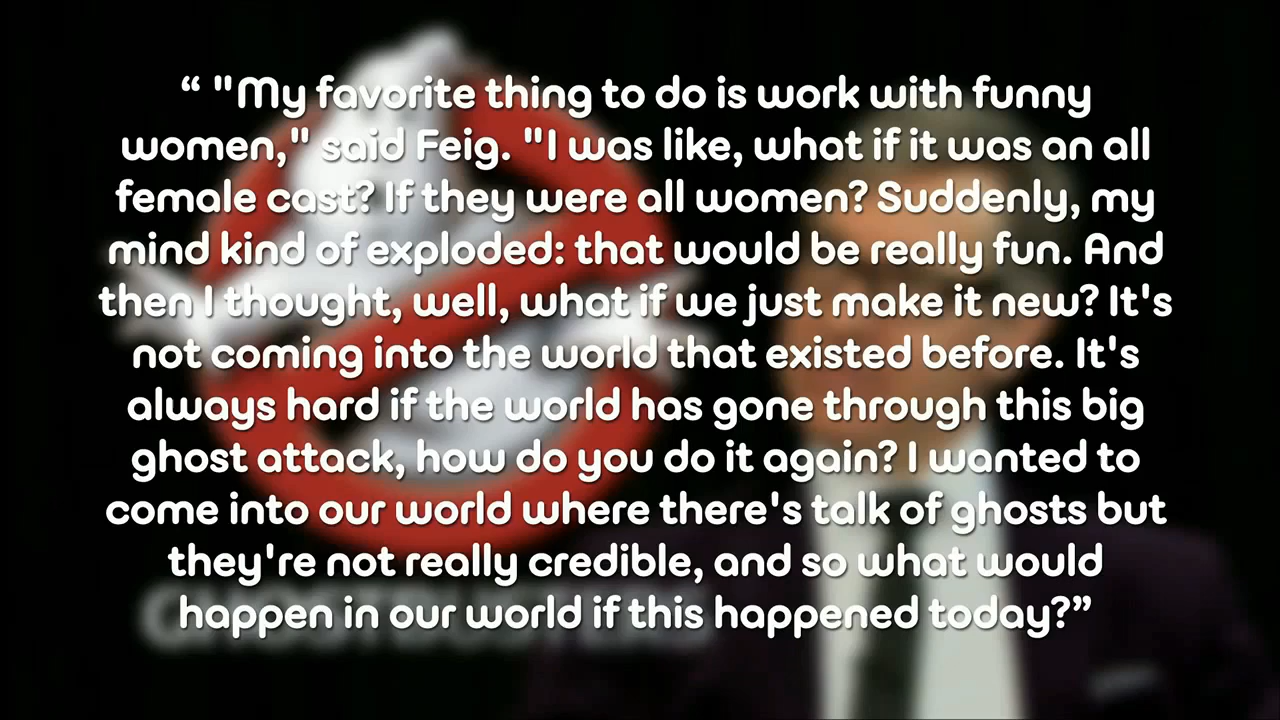 “ "My favorite thing to do is work with funny
women," said Feig. "I was like, what if it was an all
female cast? If they were all women? Suddenly, my
mind kind of exploded: that would be really fun. And
then I thought, well, what if we just make it new? It's
not coming into the world that existed before. It's
always hard if the world has gone through this big
ghost attack, how do you do it again? I wanted to
come into our world where there's talk of ghosts but
they're not really credible, and so what would
happen in our world if this happened today?”